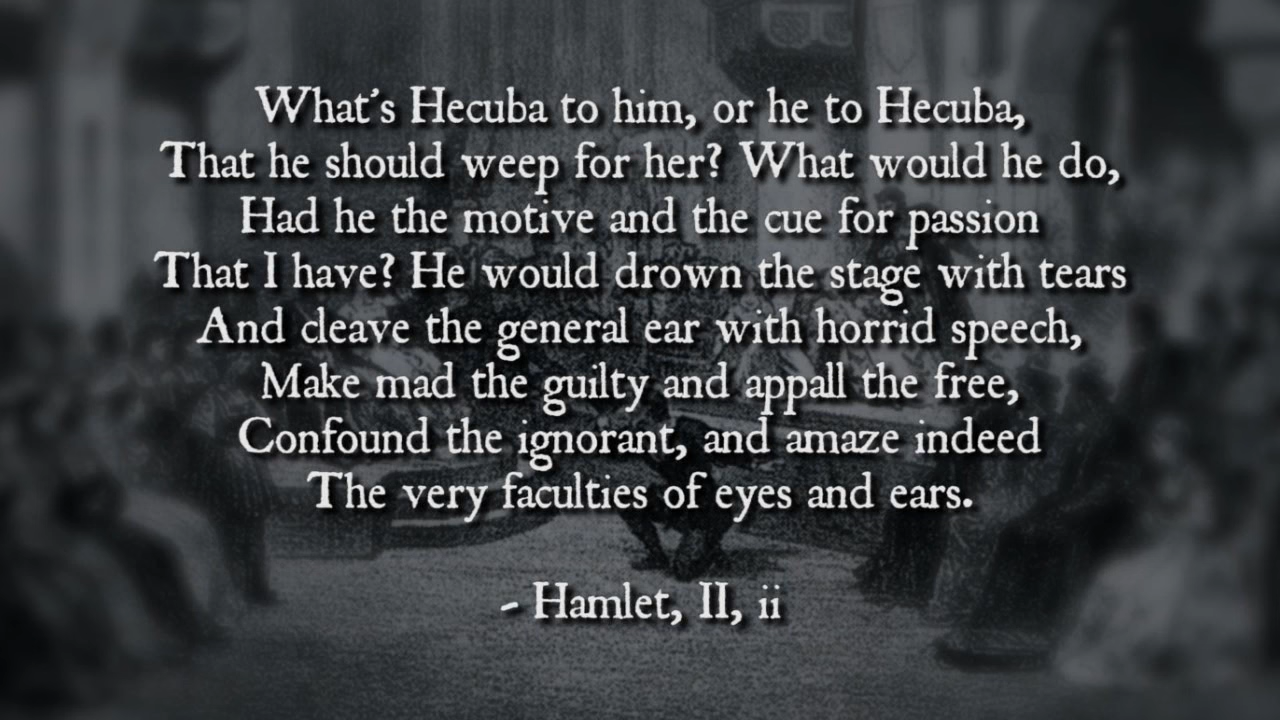 What's Hecuba to him, or he to Hecuba,
That he should weep for her? What would he do,
Had he the motive and the cue for passion
That I have? He would drown the stage with tears
And cleave the general ear with horrid speech,
Make mad the guilty and appall the free,
Confound the ignorant, and amaze indeed
The very faculties of eyes and ears.
- Hamlet, II, ii